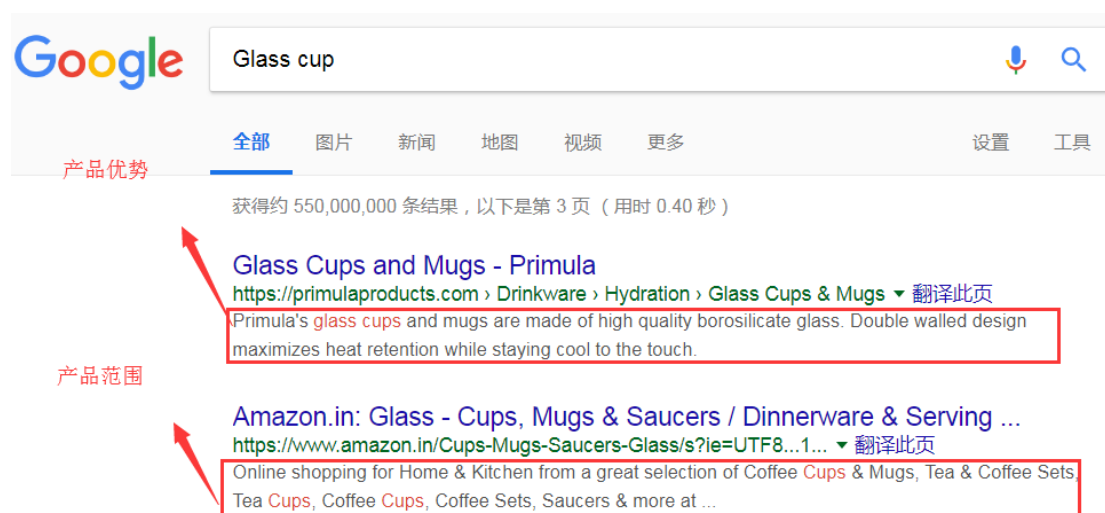 Google
Glass cup
全部 图片 新闻 地图 视频 更多 设置 工具
产品优势
获得约 550,000,000 条结果，以下是第 3 页 （用时 0.40 秒）
Glass Cups and Mugs - Primula
https://primulaproducts.com › Drinkware › Hydration › Glass Cups & Mugs ▾ 翻译此页
Primula's glass cups and mugs are made of high quality borosilicate glass. Double walled design
maximizes heat retention while staying cool to the touch.
产品范围
Amazon.in: Glass - Cups, Mugs & Saucers / Dinnerware & Serving ...
https://www.amazon.in/Cups-Mugs-Saucers-Glass/s?ie=UTF8...1... ▾ 翻译此页
Online shopping for Home & Kitchen from a great selection of Coffee Cups & Mugs, Tea & Coffee Sets,
Tea Cups, Coffee Cups, Coffee Sets, Saucers & more at ...